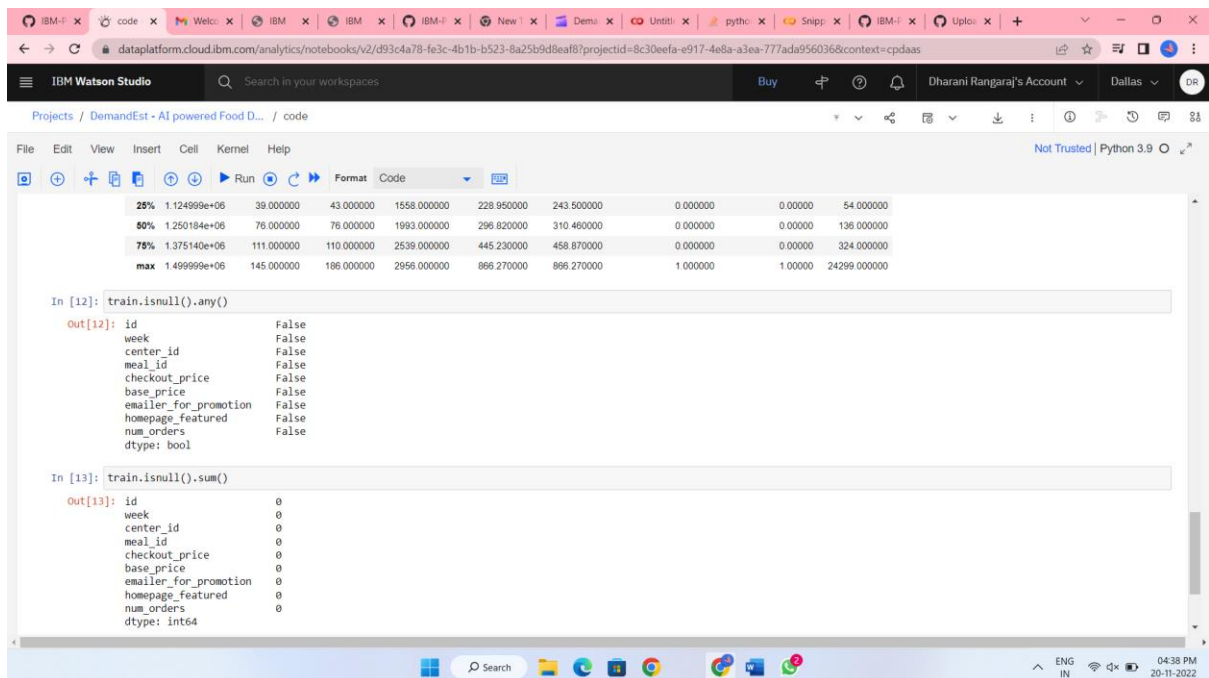 IBM-P
code
Welco
IBM
IBM
IBM-P
New T
Dema
Untitle
pytho
Snipp
IBM-P
Uploa
dataplatform.cloud.ibm.com/analytics/notebooks/v2/d93c4a78-fe3c-4b1b-b523-8a25b9d8eaf8?projectid=8c30eefa-e917-4e8a-a3ea-777ada956036&context=cpdaas
IBM Watson Studio
Search in your workspaces
Buy
Dharani Rangaraj's Account
Dallas
DR
Projects / DemandEst - AI powered Food D... / code
File Edit View Insert Cell Kernel Help
Not Trusted | Python 3.9
Run
Format Code
25% 1.124999e+06 39.000000 43.000000 1558.000000 228.950000 243.500000 0.000000 0.00000 54.000000
50% 1.250184e+06 76.000000 76.000000 1993.000000 296.820000 310.460000 0.000000 0.00000 136.000000
75% 1.375140e+06 111.000000 110.000000 2539.000000 445.230000 458.870000 0.000000 0.00000 324.000000
max 1.499999e+06 145.000000 186.000000 2956.000000 866.270000 866.270000 1.000000 1.00000 24299.000000
In [12]: train.isnull().any()
Out[12]: id False
week False
center_id False
meal_id False
checkout_price False
base_price False
emailer_for_promotion False
homepage_featured False
num_orders False
dtype: bool
In [13]: train.isnull().sum()
Out[13]: id 0
week 0
center_id 0
meal_id 0
checkout_price 0
base_price 0
emailer_for_promotion 0
homepage_featured 0
num_orders 0
dtype: int64
Search
ENG
IN
04:38 PM
20-11-2022